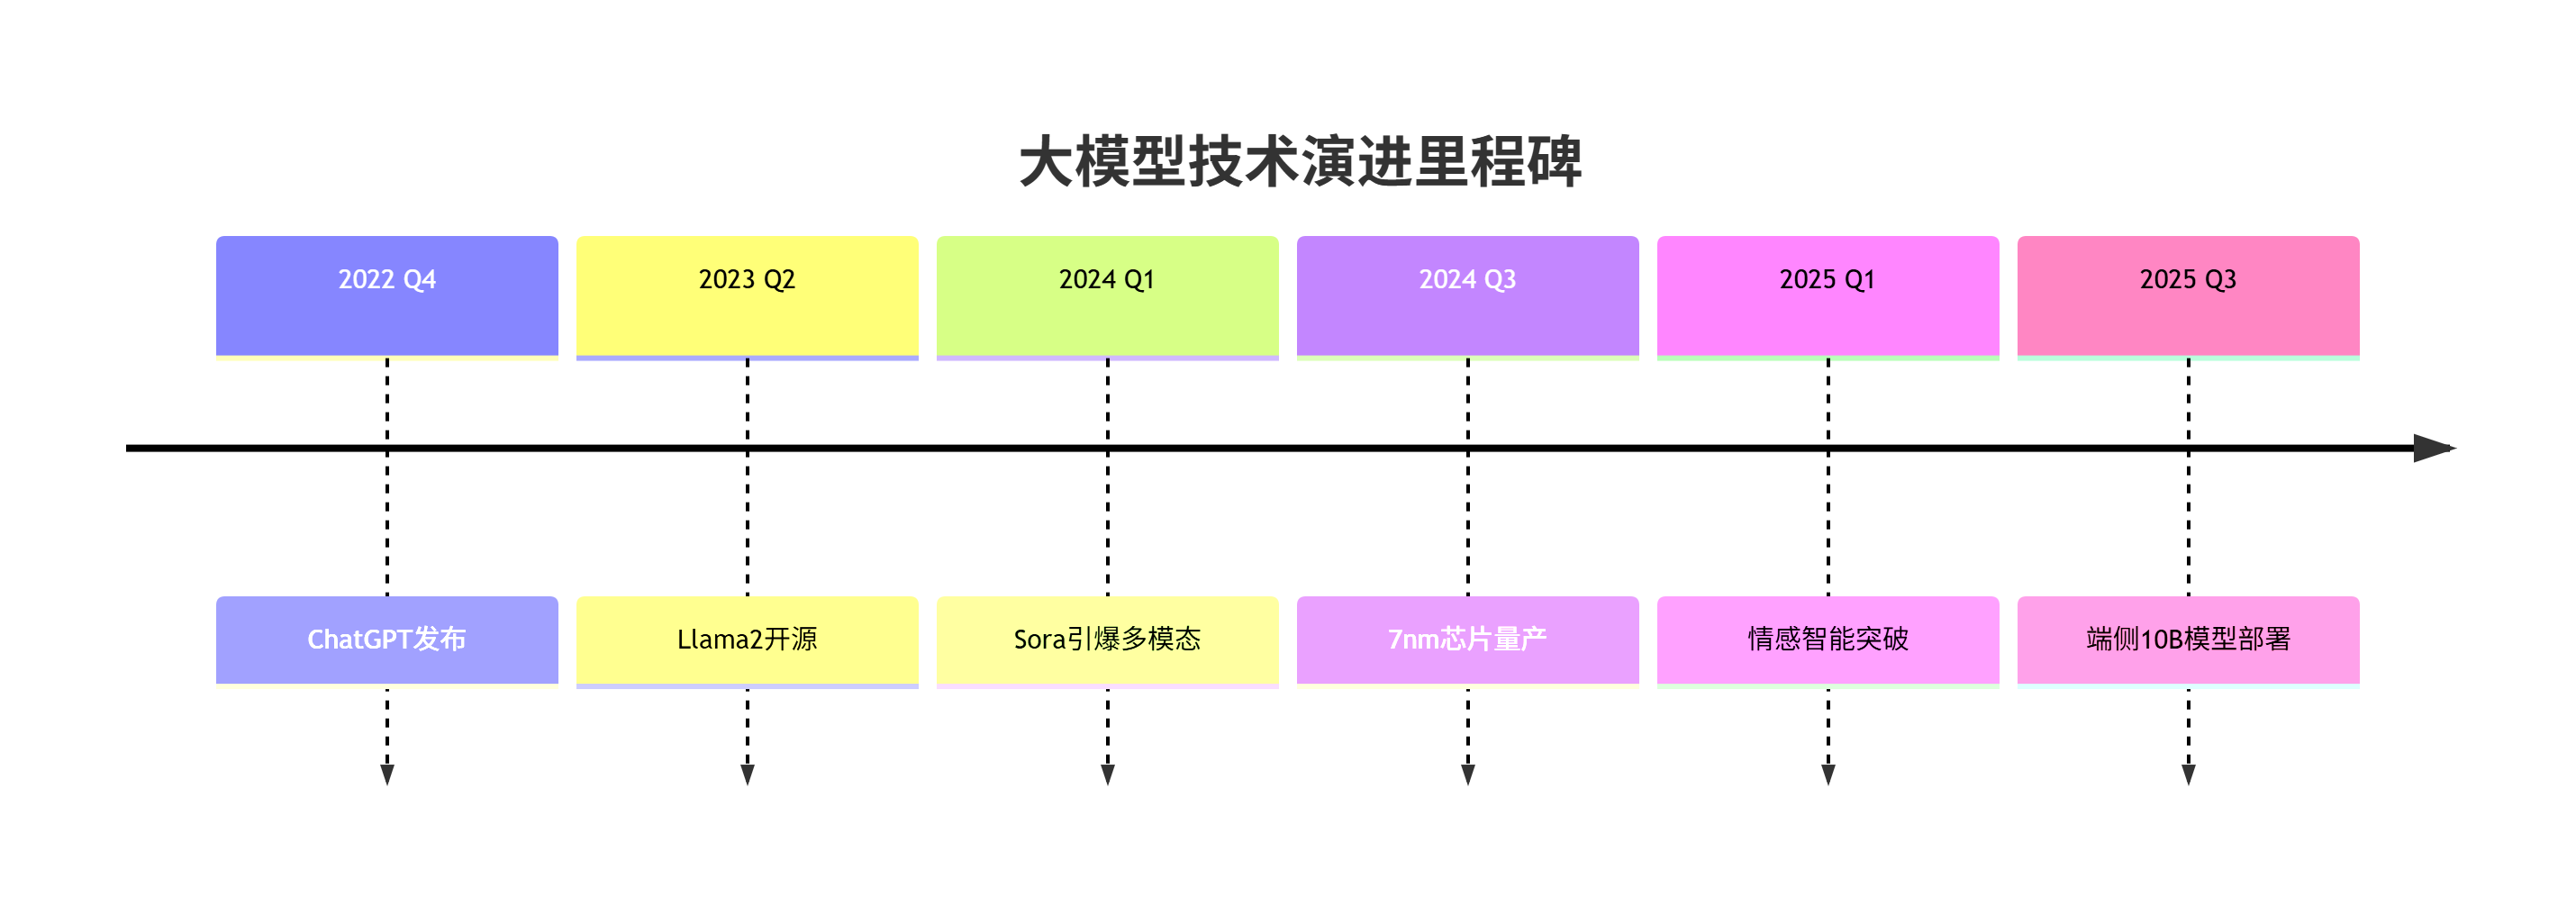 大模型技术演进里程碑
2022 Q4
2023 Q2
2024 Q1
2024 Q3
2025 Q1
2025 Q3
ChatGPT发布
Llama2开源
Sora引爆多模态
7nm芯片量产
情感智能突破
端侧10B模型部署